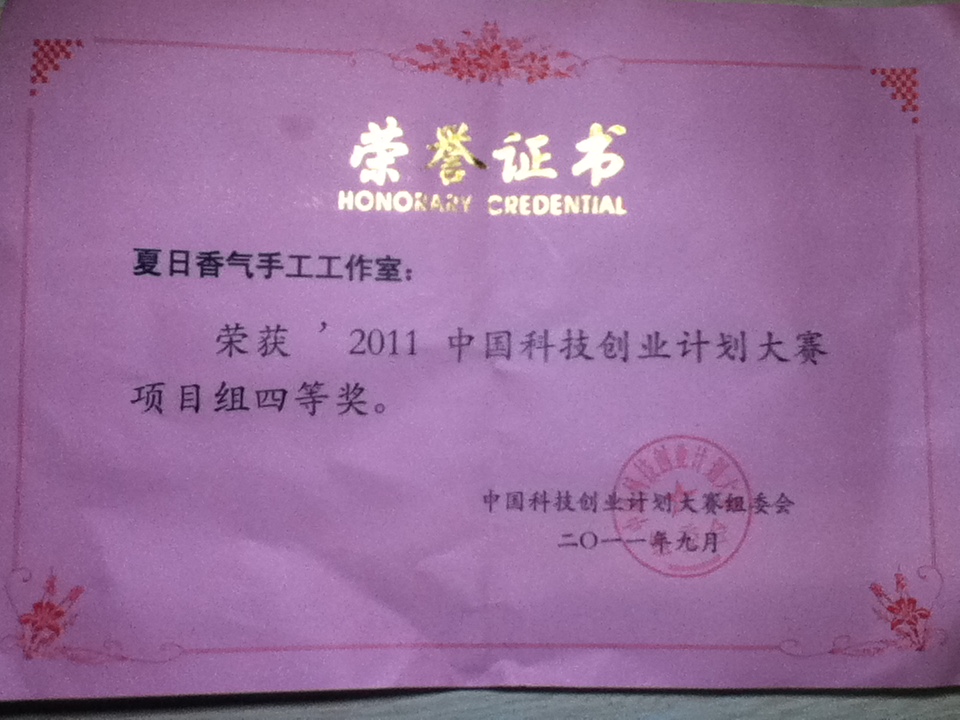 荣誉证书
HONORARY CREDENTIAL
夏日香气手工工作室：
荣获 ’2011 中国科技创业计划大赛
项目组四等奖。
中国科技创业计划大赛组委会
二〇一一年九月